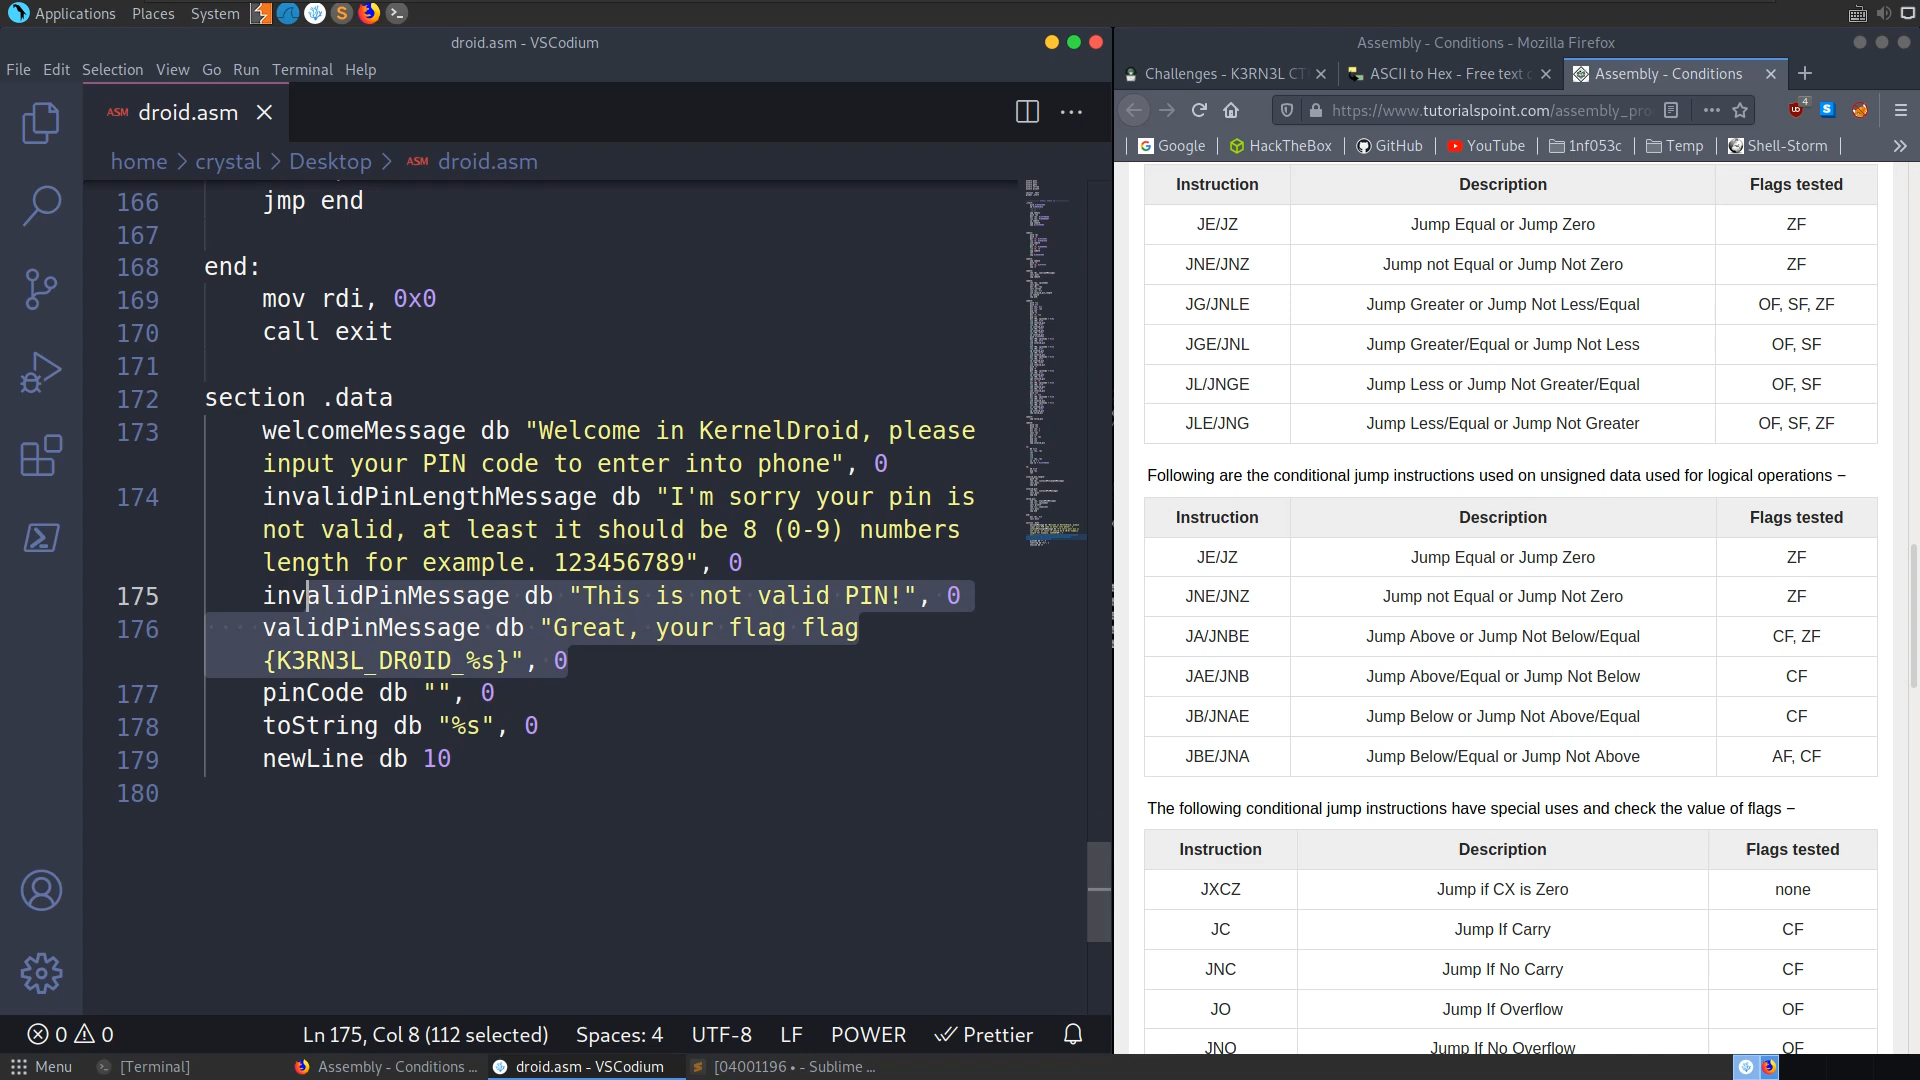 Applications Places System
droid.asm - VSCodium
File Edit Selection View Go Run Terminal Help
ASM droid.asm
home > crystal > Desktop > ASM droid.asm
166 jmp end
167
168 end:
169 mov rdi, 0x0
170 call exit
171
172 section .data
173 welcomeMessage db "Welcome in KernelDroid, please
input your PIN code to enter into phone", 0
174 invalidPinLengthMessage db "I'm sorry your pin is
not valid, at least it should be 8 (0-9) numbers
length for example. 123456789", 0
175 invalidPinMessage db "This is not valid PIN!", 0
176 validPinMessage db "Great, your flag flag
{K3RN3L_DR0ID_%s}", 0
177 pinCode db "", 0
178 toString db "%s", 0
179 newLine db 10
180
0 0 Ln 175, Col 8 (112 selected) Spaces: 4 UTF-8 LF POWER Prettier
Assembly - Conditions - Mozilla Firefox
Challenges - K3RN3L CT ASCII to Hex - Free text c Assembly - Conditions
https://www.tutorialspoint.com/assembly_pro
4
Google HackTheBox GitHub YouTube 1nf053c Temp Shell-Storm
Instruction Description Flags tested
JE/JZ Jump Equal or Jump Zero ZF
JNE/JNZ Jump not Equal or Jump Not Zero ZF
JG/JNLE Jump Greater or Jump Not Less/Equal OF, SF, ZF
JGE/JNL Jump Greater/Equal or Jump Not Less OF, SF
JL/JNGE Jump Less or Jump Not Greater/Equal OF, SF
JLE/JNG Jump Less/Equal or Jump Not Greater OF, SF, ZF
Following are the conditional jump instructions used on unsigned data used for logical operations −
Instruction Description Flags tested
JE/JZ Jump Equal or Jump Zero ZF
JNE/JNZ Jump not Equal or Jump Not Zero ZF
JA/JNBE Jump Above or Jump Not Below/Equal CF, ZF
JAE/JNB Jump Above/Equal or Jump Not Below CF
JB/JNAE Jump Below or Jump Not Above/Equal CF
JBE/JNA Jump Below/Equal or Jump Not Above AF, CF
The following conditional jump instructions have special uses and check the value of flags −
Instruction Description Flags tested
JXCZ Jump if CX is Zero none
JC Jump If Carry CF
JNC Jump If No Carry CF
JO Jump If Overflow OF
JNO Jump If No Overflow OF
Menu [Terminal] Assembly - Conditions ... droid.asm - VSCodium [04001196 • - Sublime ...